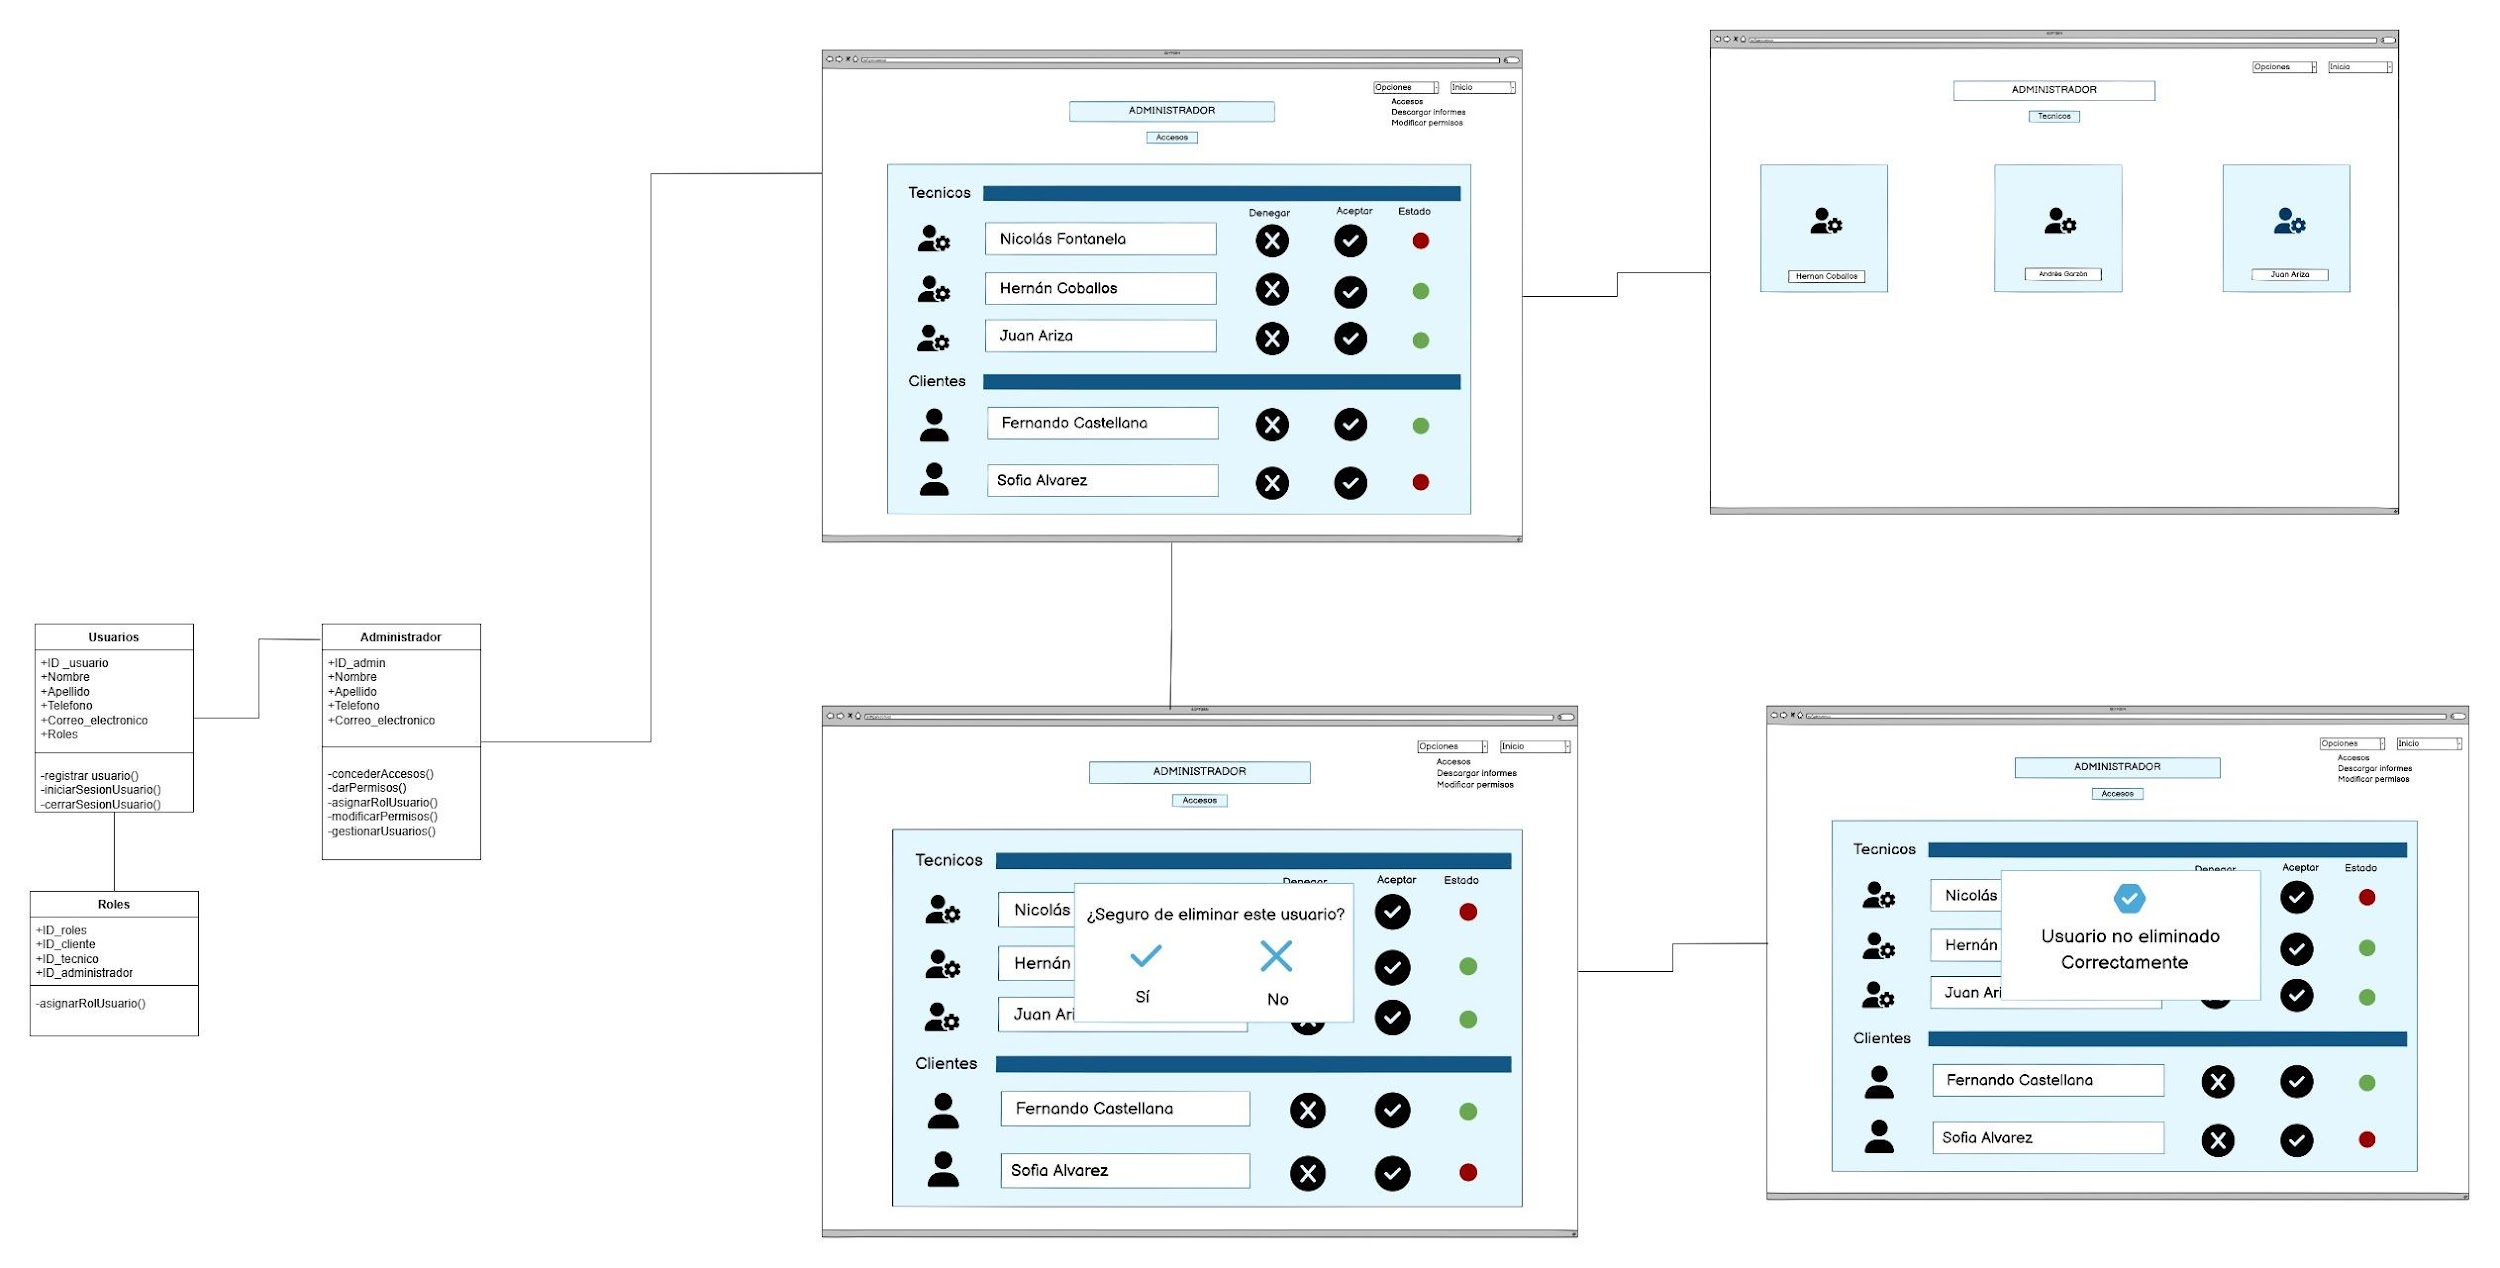 Opciones
Inicio
Accesos
Descargar informes
Modificar permisos
ADMINISTRADOR
Accesos
Tecnicos
Denegar
Aceptar
Estado
Nicolás Fontanela
Hernán Coballos
Juan Ariza
Clientes
Fernando Castellana
Sofia Alvarez
Opciones
Inicio
ADMINISTRADOR
Tecnicos
Hernan Coballos
Andrés Garzón
Juan Ariza
Usuarios
+ID _usuario
+Nombre
+Apellido
+Telefono
+Correo_electronico
+Roles
-registrar usuario()
-iniciarSesionUsuario()
-cerrarSesionUsuario()
Administrador
+ID_admin
+Nombre
+Apellido
+Telefono
+Correo_electronico
-concederAccesos()
-darPermisos()
-asignarRolUsuario()
-modificarPermisos()
-gestionarUsuarios()
Roles
+ID_roles
+ID_cliente
+ID_tecnico
+ID_administrador
-asignarRolUsuario()
Opciones
Inicio
Accesos
Descargar informes
Modificar permisos
ADMINISTRADOR
Accesos
Tecnicos
Denegar
Aceptar
Estado
Nicolás
Hernán
Juan Ari
¿Seguro de eliminar este usuario?
Sí
No
Clientes
Fernando Castellana
Sofia Alvarez
Opciones
Inicio
Accesos
Descargar informes
Modificar permisos
ADMINISTRADOR
Accesos
Tecnicos
Denegar
Aceptar
Estado
Nicolás
Hernán
Juan Ari
Usuario no eliminado
Correctamente
Clientes
Fernando Castellana
Sofia Alvarez